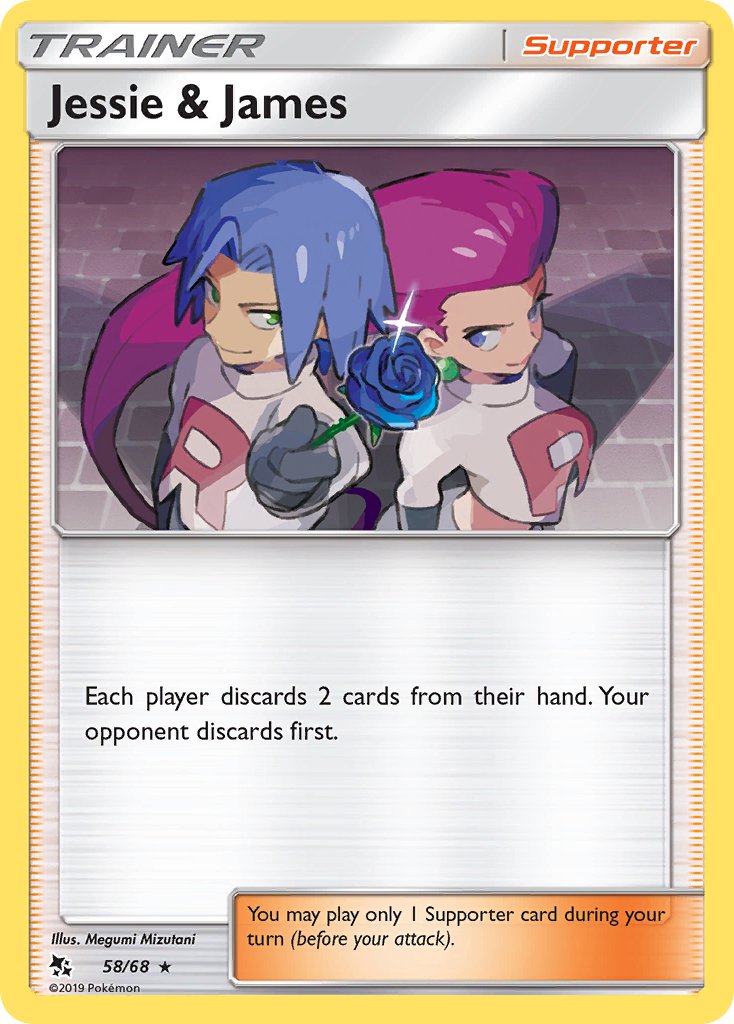 TRAINER
Supporter
Jessie & James
R
R
Each player discards 2 cards from their hand. Your
opponent discards first.
You may play only 1 Supporter card during your
turn (before your attack).
Illus. Megumi Mizutani
58/68 ★
©2019 Pokémon